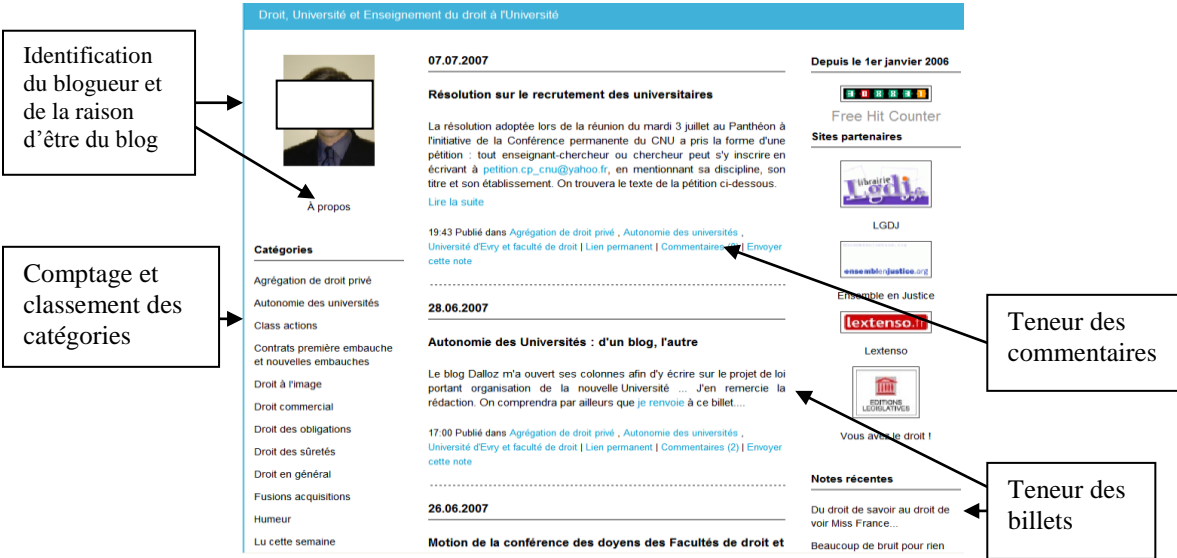 Droit, Université et Enseignement du droit à l'Université
Identification
du blogueur et
de la raison
d'être du blog
À propos
Comptage et
classement des
catégories
Catégories
Agrégation de droit privé
Autonomie des universités
Class actions
Contrats première embauche
et nouvelles embauches
Droit à l'image
Droit commercial
Droit des obligations
Droit des sûretés
Droit en général
Fusions acquisitions
Humeur
Lu cette semaine
07.07.2007
Résolution sur le recrutement des universitaires
La résolution adoptée lors de la réunion du mardi 3 juillet au Panthéon à
l'initiative de la Conférence permanente du CNU a pris la forme d'une
pétition : tout enseignant-chercheur ou chercheur peut s'y inscrire en
écrivant à petition.cp_cnu@yahoo.fr, en mentionnant sa discipline, son
titre et son établissement. On trouvera le texte de la pétition ci-dessous.
Lire la suite
19:43 Publié dans Agrégation de droit privé , Autonomie des universités ,
Université d'Evry et faculté de droit | Lien permanent | Commentaires | Envoyer
cette note
28.06.2007
Autonomie des Universités : d'un blog, l'autre
Le blog Dalloz m'a ouvert ses colonnes afin d'y écrire sur le projet de loi
portant organisation de la nouvelle Université ... J'en remercie la
rédaction. On comprendra par ailleurs que je renvoie à ce billet....
17:00 Publié dans Agrégation de droit privé , Autonomie des universités ,
Université d'Evry et faculté de droit | Lien permanent | Commentaires (2) | Envoyer
cette note
26.06.2007
Motion de la conférence des doyens des Facultés de droit et
Depuis le 1er janvier 2006
Free Hit Counter
Sites partenaires
librairie
Lgdj.fr
LGDJ
ensemblenjustice.org
Ensemble en Justice
lextenso.fr
Lextenso
EDITIONS
LEGISLATIVES
Vous avez le droit !
Notes récentes
Du droit de savoir au droit de
voir Miss France...
Beaucoup de bruit pour rien
Teneur des
commentaires
Teneur des
billets